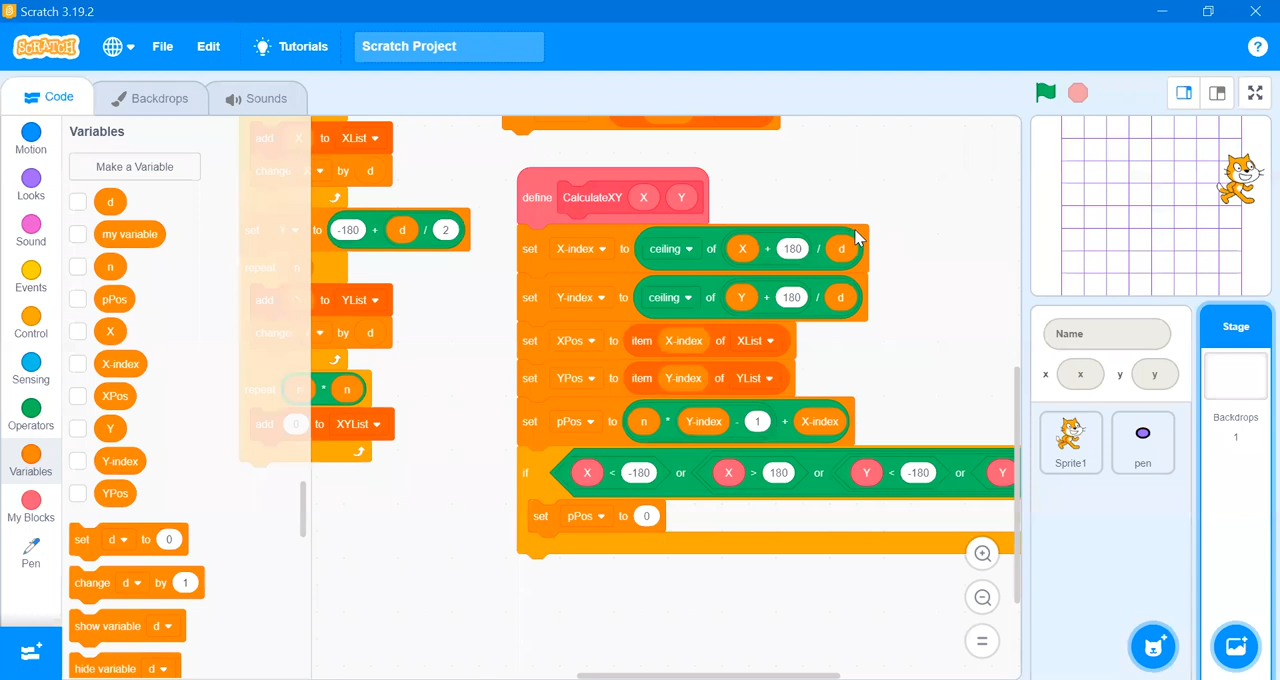 Scratch 3.19.2
SCRATCH File Edit Tutorials Scratch Project ?
Code Backdrops Sounds
Motion
Looks
Sound
Events
Control
Sensing
Operators
Variables
My Blocks
Pen
Variables
Make a Variable
d
my variable
n
pPos
X
X-index
XPos
Y
Y-index
YPos
set d to 0
change d by 1
show variable d
hide variable d
add X to XList
change X by d
set to -180 + d / 2
repeat n
add to YList
change by d
repeat n * n
add 0 to XYList
define CalculateXY X Y
set X-index to ceiling of X + 180 / d
set Y-index to ceiling of Y + 180 / d
set XPos to item X-index of XList
set YPos to item Y-index of YList
set pPos to n * Y-index - 1 + X-index
if X < -180 or X > 180 or Y < -180 or Y
set pPos to 0
=
Name
x x y y
Sprite1
pen
Stage
Backdrops
1